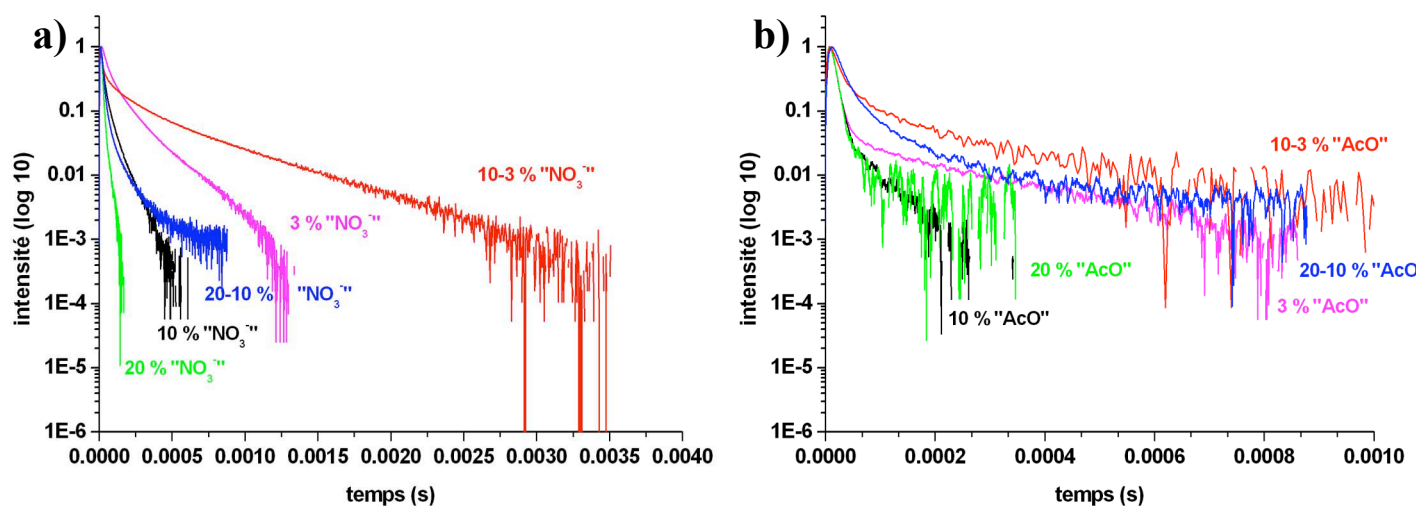 a)
intensité (log 10)
1
0.1
0.01
1E-3
1E-4
1E-5
1E-6
10-3 % "NO₃⁻"
3 % "NO₃⁻"
20-10 % "NO₃⁻"
10 % "NO₃⁻"
20 % "NO₃⁻"
0.0000 0.0005 0.0010 0.0015 0.0020 0.0025 0.0030 0.0035 0.0040
temps (s)
b)
intensité (log 10)
1
0.1
0.01
1E-3
1E-4
1E-5
1E-6
10-3 % "AcO"
20 % "AcO"
20-10 % "AcO
3 % "AcO"
10 % "AcO"
0.0000 0.0002 0.0004 0.0006 0.0008 0.0010
temps (s)